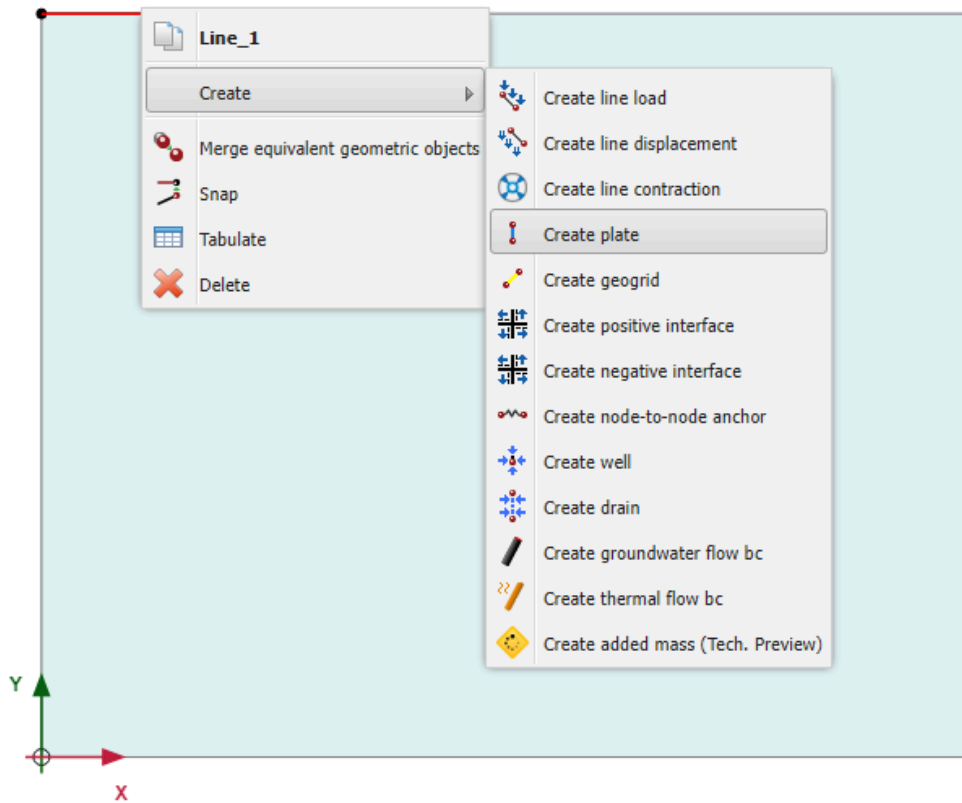 Line_1
Create
Merge equivalent geometric objects
Snap
Tabulate
Delete
Create line load
Create line displacement
Create line contraction
Create plate
Create geogrid
Create positive interface
Create negative interface
Create node-to-node anchor
Create well
Create drain
Create groundwater flow bc
Create thermal flow bc
Create added mass (Tech. Preview)
Y
X